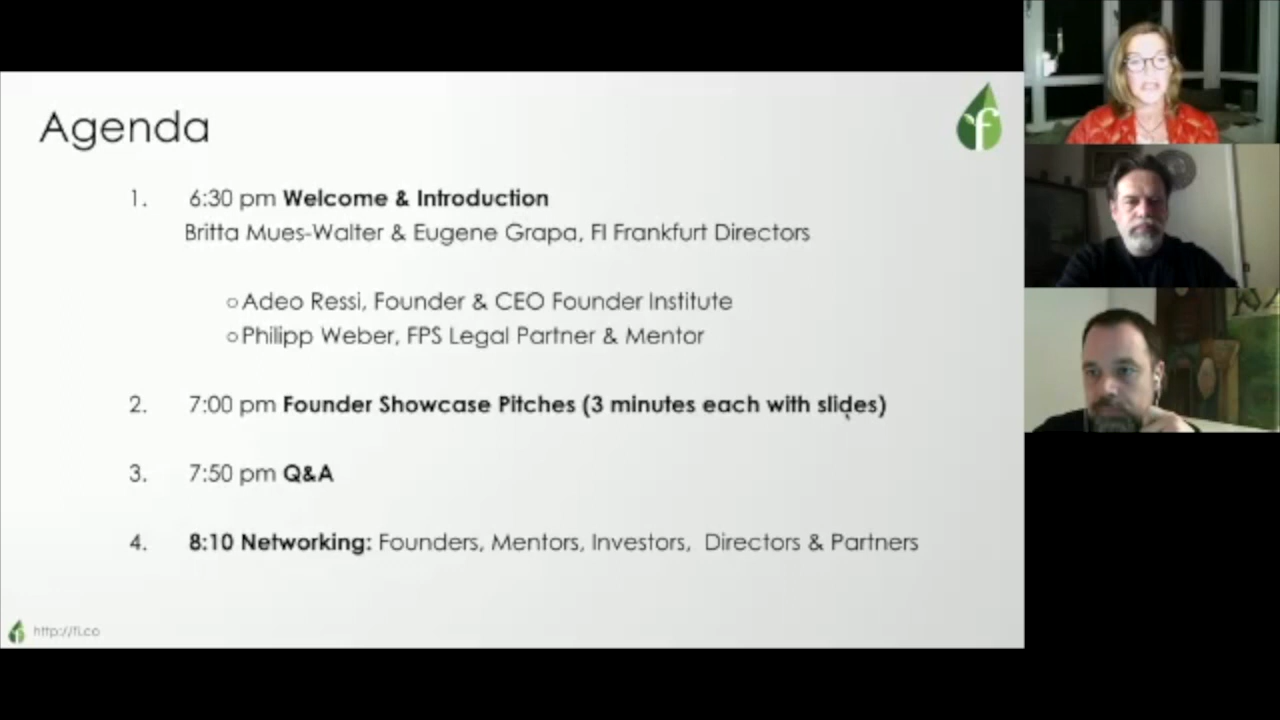 Agenda
1. 6:30 pm Welcome & Introduction
Britta Mues-Walter & Eugene Grapa, FI Frankfurt Directors
○ Adeo Ressi, Founder & CEO Founder Institute
○ Philipp Weber, FPS Legal Partner & Mentor
2. 7:00 pm Founder Showcase Pitches (3 minutes each with slides)
3. 7:50 pm Q&A
4. 8:10 Networking: Founders, Mentors, Investors, Directors & Partners
f
http://fi.co